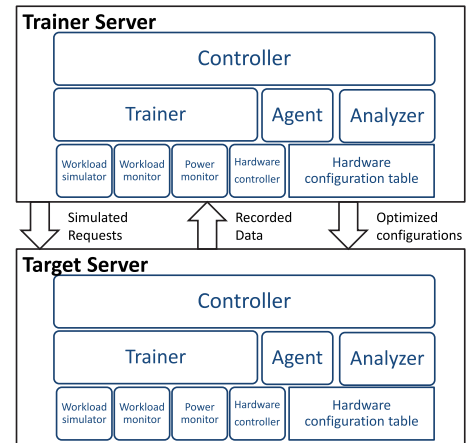 Trainer Server
Controller
Trainer Agent Analyzer
Workload simulator Workload monitor Power monitor Hardware controller Hardware configuration table
Simulated Requests
Recorded Data
Optimized configurations
Target Server
Controller
Trainer Agent Analyzer
Workload simulator Workload monitor Power monitor Hardware controller Hardware configuration table